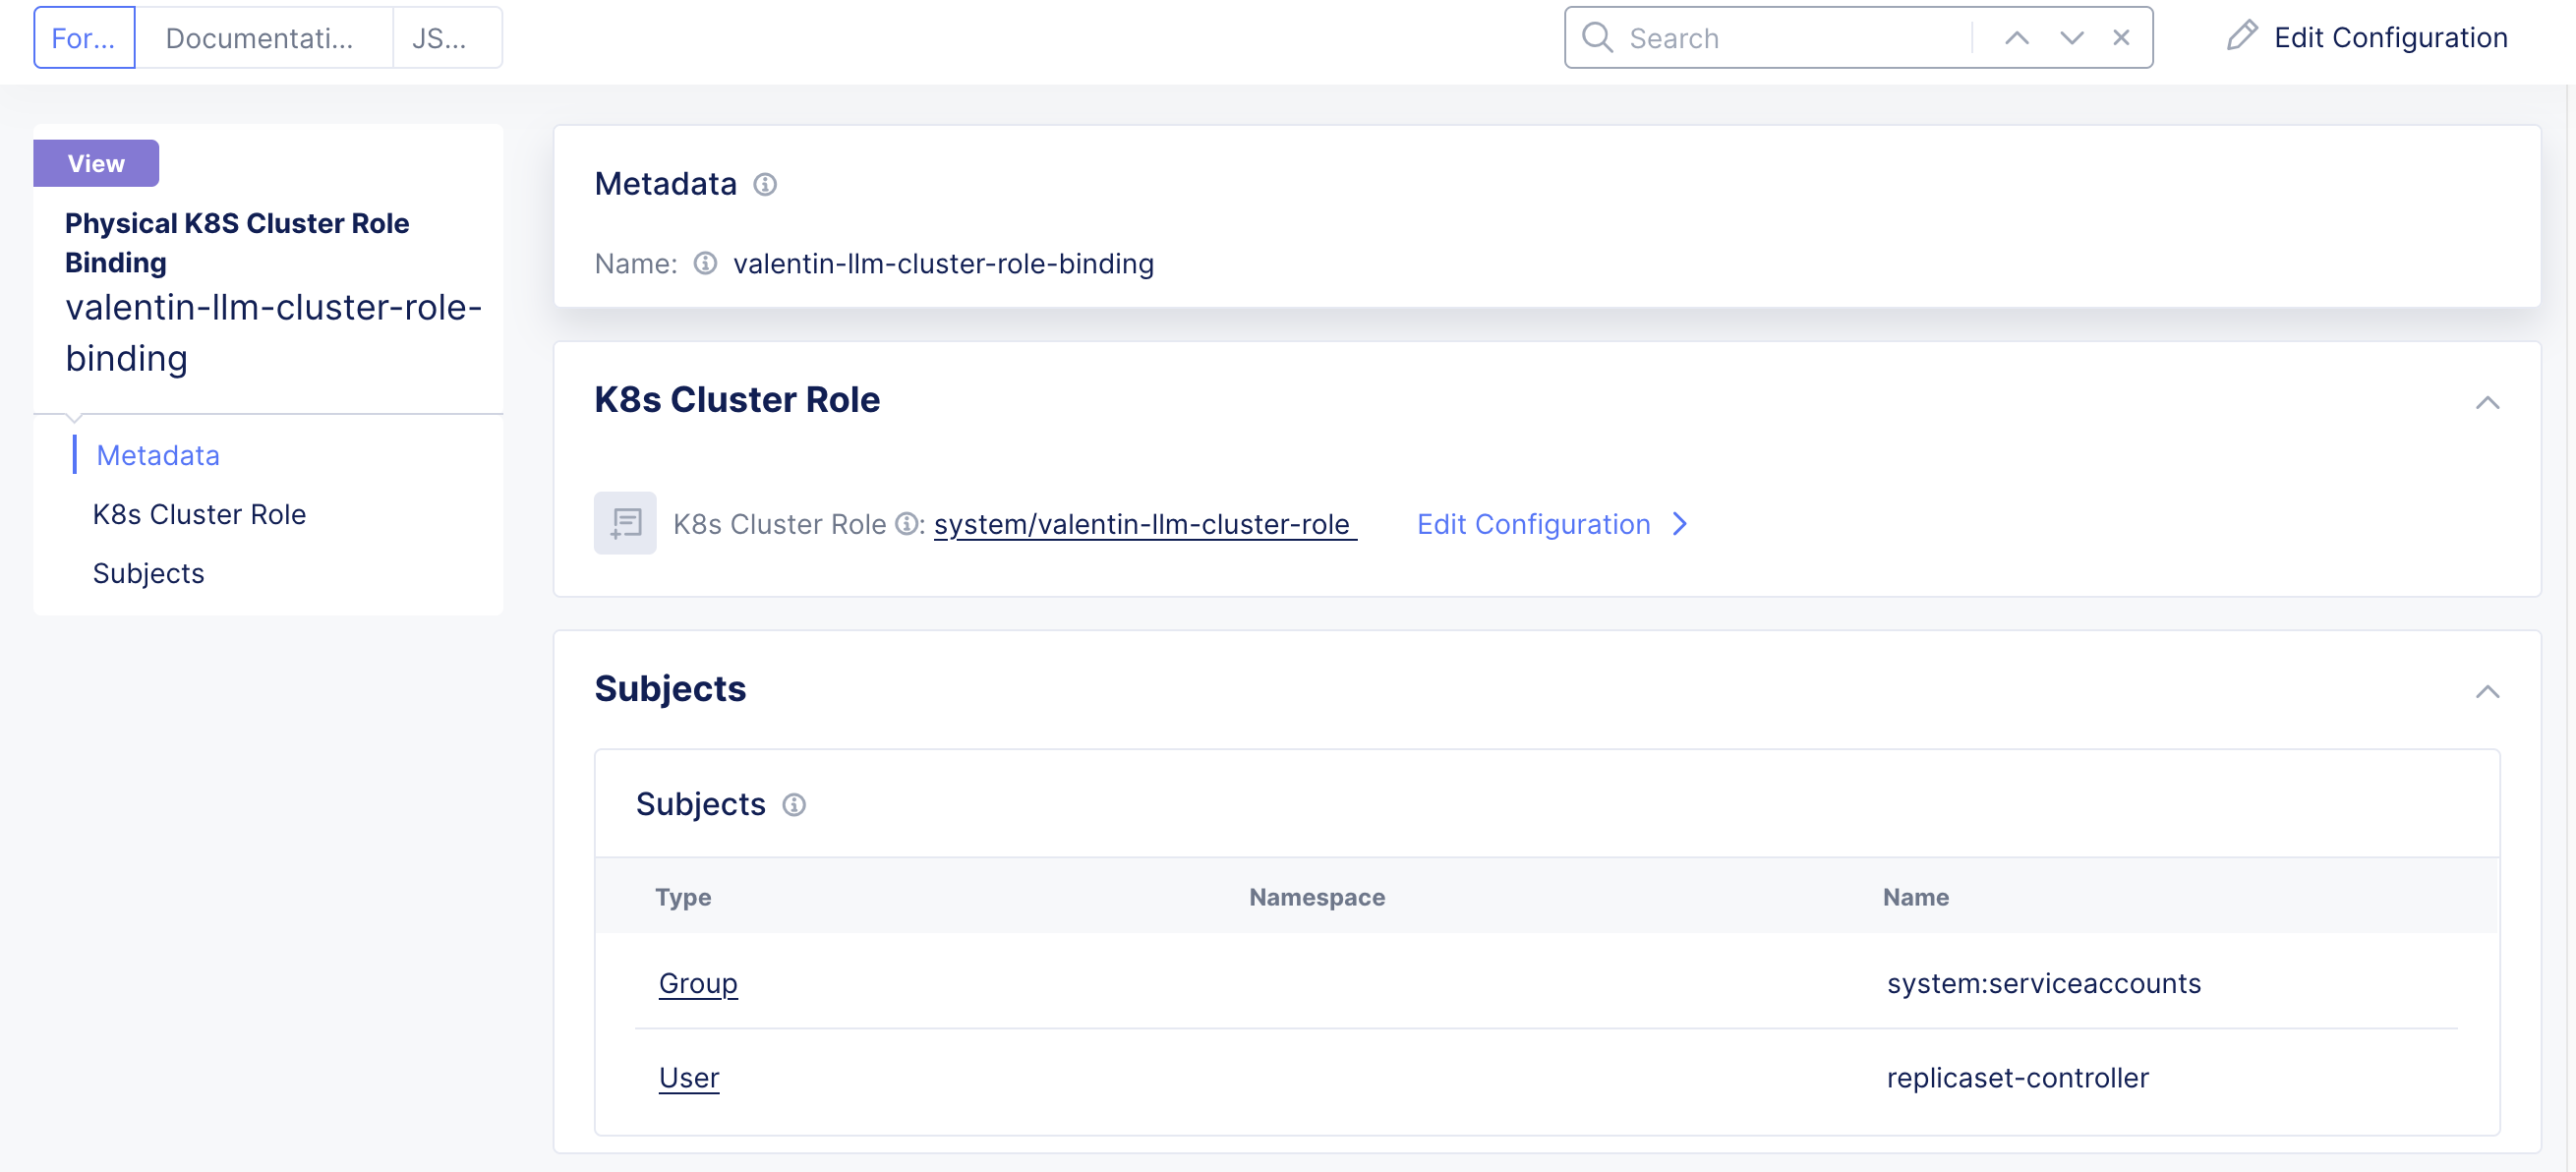 For...
Documentati...
JS...
Search
Edit Configuration
View
Physical K8S Cluster Role
Binding
valentin-llm-cluster-role-
binding
Metadata
K8s Cluster Role
Subjects
Metadata
Name: valentin-llm-cluster-role-binding
K8s Cluster Role
K8s Cluster Role : system/valentin-llm-cluster-role
Edit Configuration
Subjects
Subjects
Type Namespace Name
Group system:serviceaccounts
User replicaset-controller